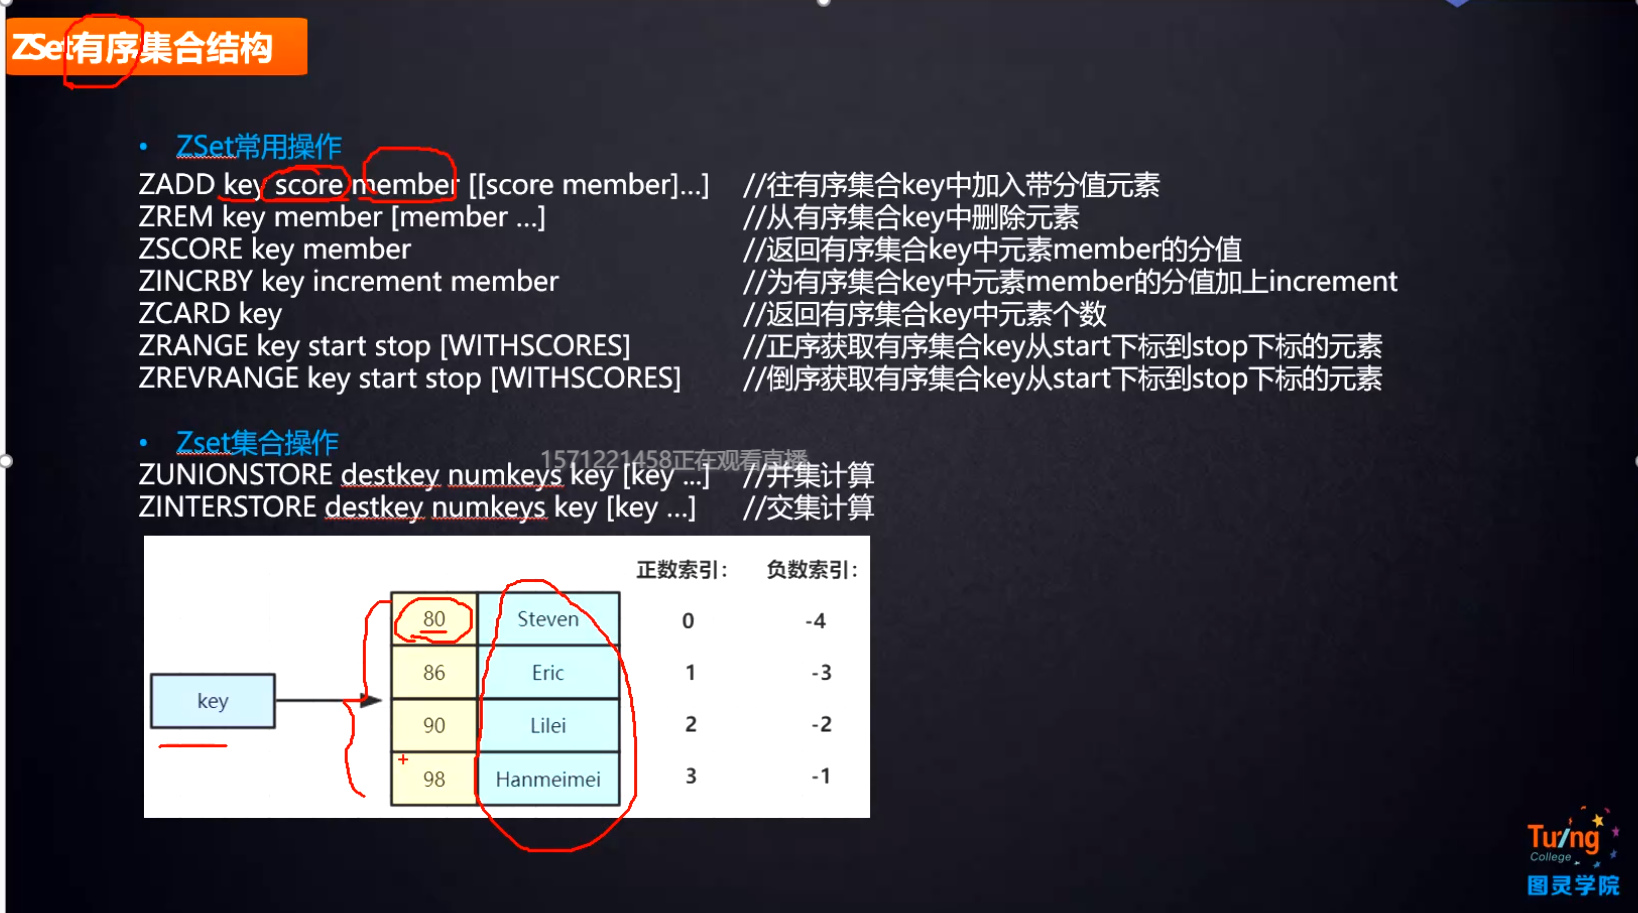 ZSet有序集合结构
• ZSet常用操作
ZADD key score member [[score member]…] //往有序集合key中加入带分值元素
ZREM key member [member …] //从有序集合key中删除元素
ZSCORE key member //返回有序集合key中元素member的分值
ZINCRBY key increment member //为有序集合key中元素member的分值加上increment
ZCARD key //返回有序集合key中元素个数
ZRANGE key start stop [WITHSCORES] //正序获取有序集合key从start下标到stop下标的元素
ZREVRANGE key start stop [WITHSCORES] //倒序获取有序集合key从start下标到stop下标的元素
• Zset集合操作
1571221458正在观看直播
ZUNIONSTORE destkey numkeys key [key …] //并集计算
ZINTERSTORE destkey numkeys key [key …] //交集计算
正数索引: 负数索引:
80 Steven 0 -4
86 Eric 1 -3
key
90 Lilei 2 -2
98 Hanmeimei 3 -1
Tuling
College
图灵学院